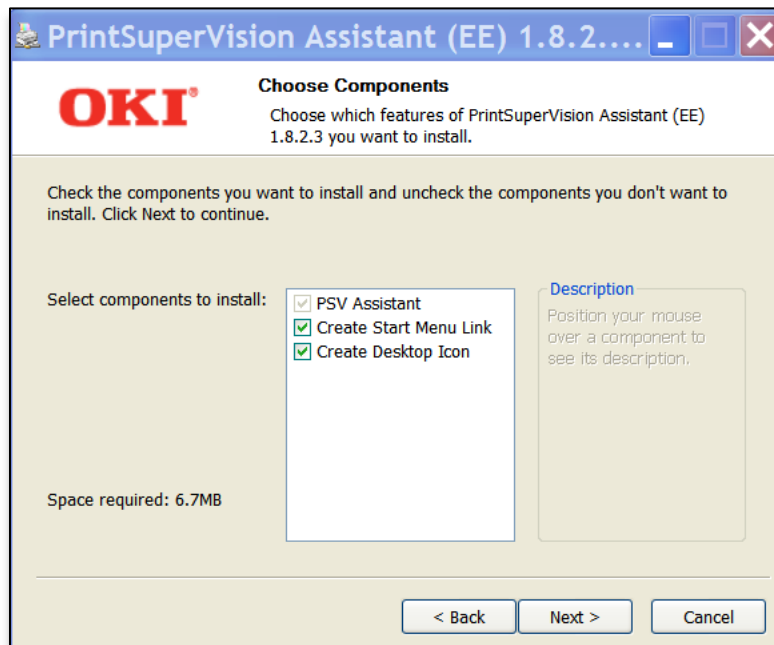 PrintSuperVision Assistant (EE) 1.8.2....
OKI®
Choose Components
Choose which features of PrintSuperVision Assistant (EE)
1.8.2.3 you want to install.
Check the components you want to install and uncheck the components you don't want to
install. Click Next to continue.
Select components to install:
PSV Assistant
Create Start Menu Link
Create Desktop Icon
Description
Position your mouse
over a component to
see its description.
Space required: 6.7MB
< Back
Next >
Cancel